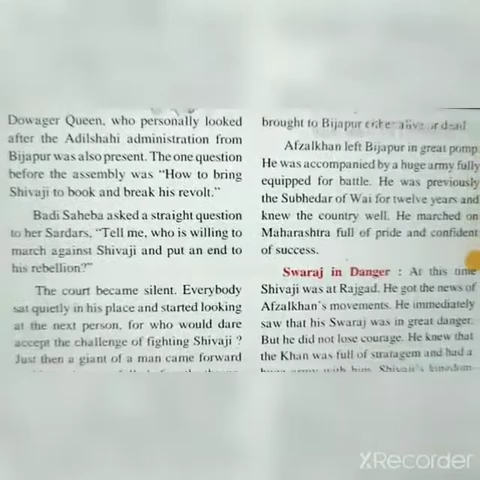 Dowager Queen, who personally looked
after the Adilshahi administration from
Bijapur was also present. The one question
before the assembly was “How to bring
Shivaji to book and break his revolt.”
Badi Saheba asked a straight question
to her Sardars, “Tell me, who is willing to
march against Shivaji and put an end to
his rebellion?”
The court became silent. Everybody
sat quietly in his place and started looking
at the next person, for who would dare
accept the challenge of fighting Shivaji ?
Just then a giant of a man came forward
brought to Bijapur either alive or dead
Afzalkhan left Bijapur in great pomp.
He was accompanied by a huge army fully
equipped for battle. He was previously
the Subhedar of Wai for twelve years and
knew the country well. He marched on
Maharashtra full of pride and confident
of success.
Swaraj in Danger : At this time
Shivaji was at Rajgad. He got the news of
Afzalkhan's movements. He immediately
saw that his Swaraj was in great danger.
But he did not lose courage. He knew that
the Khan was full of stratagem and had a
huge army with him. Shivaji's kingdom
XRecorder